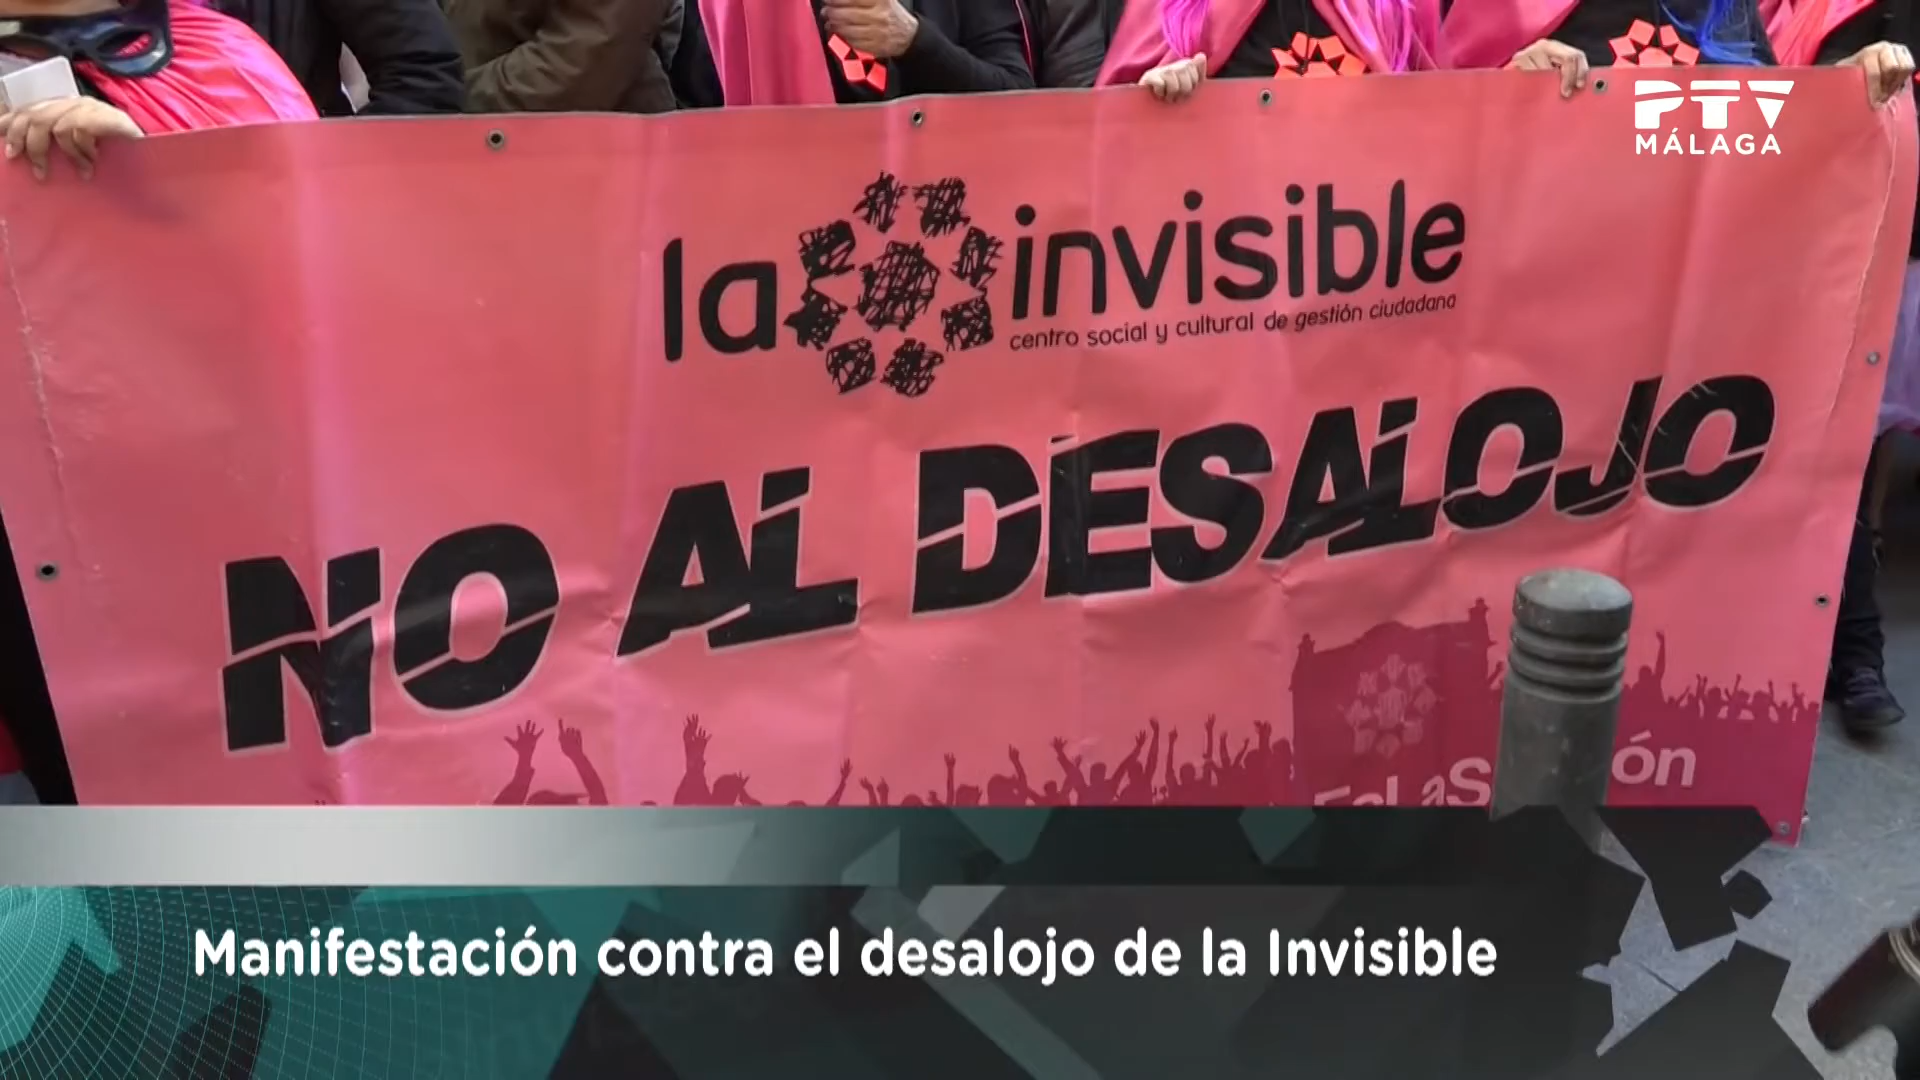 PTV
MÁLAGA
la invisible
centro social y cultural de gestión ciudadana
NO AL DESALOJO
Manifestación contra el desalojo de la Invisible